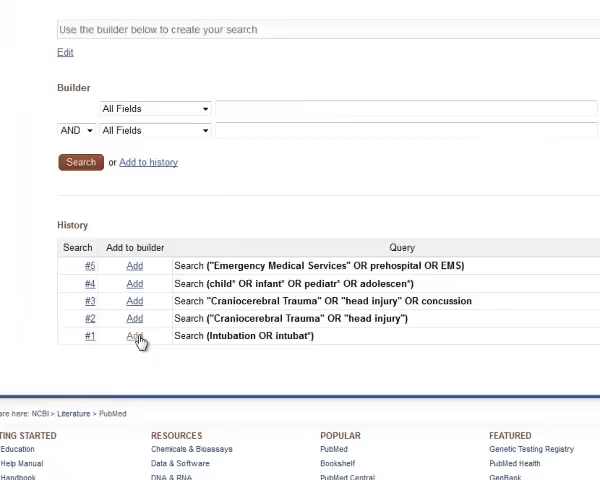 Use the builder below to create your search
Edit
Builder
All Fields
AND All Fields
Search or Add to history
History
Search Add to builder Query
#5 Add Search ("Emergency Medical Services" OR prehospital OR EMS)
#4 Add Search (child* OR infant* OR pediatr* OR adolescen*)
#3 Add Search "Craniocerebral Trauma" OR "head injury" OR concussion
#2 Add Search ("Craniocerebral Trauma" OR "head injury")
#1 Add Search (Intubation OR intubat*)
are here: NCBI > Literature > PubMed
TING STARTED RESOURCES POPULAR FEATURED
Education Chemicals & Bioassays PubMed Genetic Testing Registry
Help Manual Data & Software Bookshelf PubMed Health
Handbook DNA & RNA PubMed Central GenBank